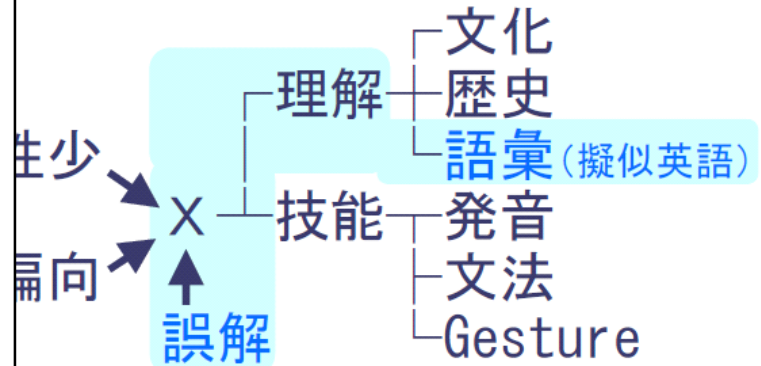 文化
理解 歴史
性少 語彙(擬似英語)
X 技能 発音
偏向 文法
誤解 Gesture